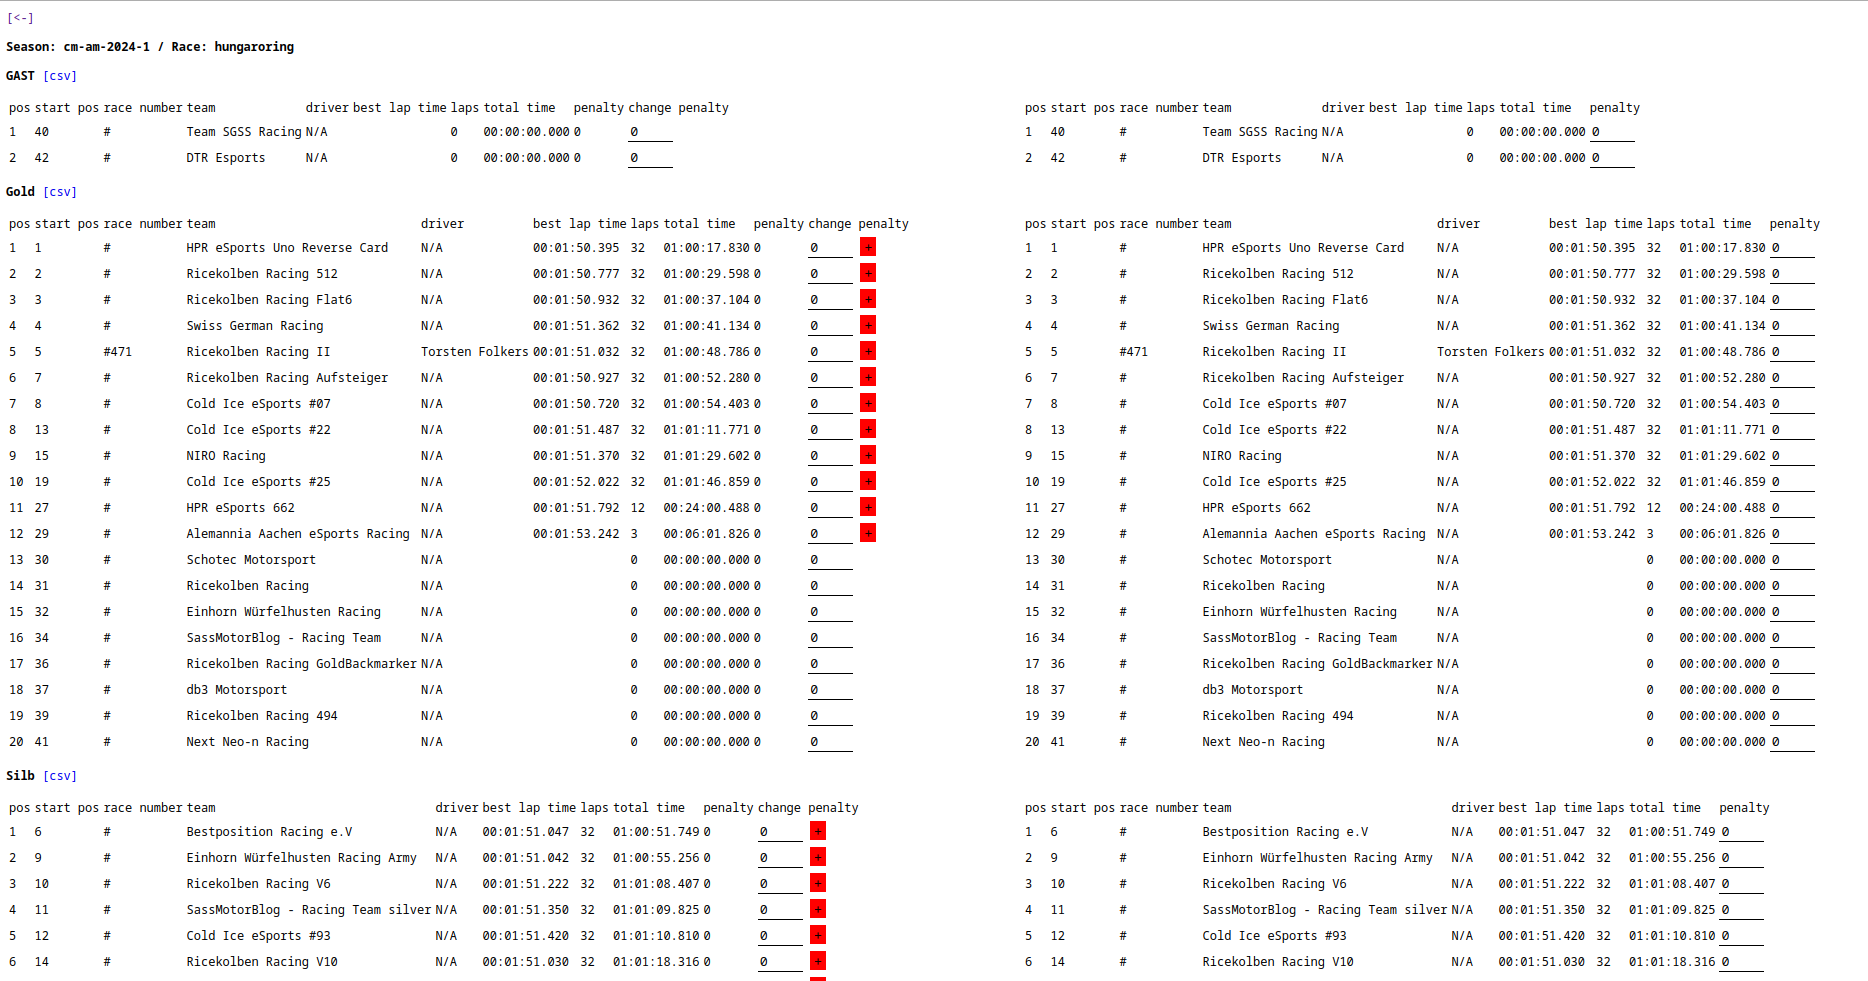 [<-]
Season: cm-am-2024-1 / Race: hungaroring
GAST [csv]
pos start pos race number team driver best lap time laps total time penalty change penalty pos start pos race number team driver best lap time laps total time penalty
1 40 # Team SGSS Racing N/A 0 00:00:00.000 0 0 1 40 # Team SGSS Racing N/A 0 00:00:00.000 0
2 42 # DTR Esports N/A 0 00:00:00.000 0 0 2 42 # DTR Esports N/A 0 00:00:00.000 0
Gold [csv]
pos start pos race number team driver best lap time laps total time penalty change penalty pos start pos race number team driver best lap time laps total time penalty
1 1 # HPR eSports Uno Reverse Card N/A 00:01:50.395 32 01:00:17.830 0 0 + 1 1 # HPR eSports Uno Reverse Card N/A 00:01:50.395 32 01:00:17.830 0
2 2 # Ricekolben Racing 512 N/A 00:01:50.777 32 01:00:29.598 0 0 + 2 2 # Ricekolben Racing 512 N/A 00:01:50.777 32 01:00:29.598 0
3 3 # Ricekolben Racing Flat6 N/A 00:01:50.932 32 01:00:37.104 0 0 + 3 3 # Ricekolben Racing Flat6 N/A 00:01:50.932 32 01:00:37.104 0
4 4 # Swiss German Racing N/A 00:01:51.362 32 01:00:41.134 0 0 + 4 4 # Swiss German Racing N/A 00:01:51.362 32 01:00:41.134 0
5 5 #471 Ricekolben Racing II Torsten Folkers 00:01:51.032 32 01:00:48.786 0 0 + 5 5 #471 Ricekolben Racing II Torsten Folkers 00:01:51.032 32 01:00:48.786 0
6 7 # Ricekolben Racing Aufsteiger N/A 00:01:50.927 32 01:00:52.280 0 0 + 6 7 # Ricekolben Racing Aufsteiger N/A 00:01:50.927 32 01:00:52.280 0
7 8 # Cold Ice eSports #07 N/A 00:01:50.720 32 01:00:54.403 0 0 + 7 8 # Cold Ice eSports #07 N/A 00:01:50.720 32 01:00:54.403 0
8 13 # Cold Ice eSports #22 N/A 00:01:51.487 32 01:01:11.771 0 0 + 8 13 # Cold Ice eSports #22 N/A 00:01:51.487 32 01:01:11.771 0
9 15 # NIRO Racing N/A 00:01:51.370 32 01:01:29.602 0 0 + 9 15 # NIRO Racing N/A 00:01:51.370 32 01:01:29.602 0
10 19 # Cold Ice eSports #25 N/A 00:01:52.022 32 01:01:46.859 0 0 + 10 19 # Cold Ice eSports #25 N/A 00:01:52.022 32 01:01:46.859 0
11 27 # HPR eSports 662 N/A 00:01:51.792 12 00:24:00.488 0 0 + 11 27 # HPR eSports 662 N/A 00:01:51.792 12 00:24:00.488 0
12 29 # Alemannia Aachen eSports Racing N/A 00:01:53.242 3 00:06:01.826 0 0 + 12 29 # Alemannia Aachen eSports Racing N/A 00:01:53.242 3 00:06:01.826 0
13 30 # Schotec Motorsport N/A 0 00:00:00.000 0 0 13 30 # Schotec Motorsport N/A 0 00:00:00.000 0
14 31 # Ricekolben Racing N/A 0 00:00:00.000 0 0 14 31 # Ricekolben Racing N/A 0 00:00:00.000 0
15 32 # Einhorn Würfelhusten Racing N/A 0 00:00:00.000 0 0 15 32 # Einhorn Würfelhusten Racing N/A 0 00:00:00.000 0
16 34 # SassMotorBlog - Racing Team N/A 0 00:00:00.000 0 0 16 34 # SassMotorBlog - Racing Team N/A 0 00:00:00.000 0
17 36 # Ricekolben Racing GoldBackmarker N/A 0 00:00:00.000 0 0 17 36 # Ricekolben Racing GoldBackmarker N/A 0 00:00:00.000 0
18 37 # db3 Motorsport N/A 0 00:00:00.000 0 0 18 37 # db3 Motorsport N/A 0 00:00:00.000 0
19 39 # Ricekolben Racing 494 N/A 0 00:00:00.000 0 0 19 39 # Ricekolben Racing 494 N/A 0 00:00:00.000 0
20 41 # Next Neo-n Racing N/A 0 00:00:00.000 0 0 20 41 # Next Neo-n Racing N/A 0 00:00:00.000 0
Silb [csv]
pos start pos race number team driver best lap time laps total time penalty change penalty pos start pos race number team driver best lap time laps total time penalty
1 6 # Bestposition Racing e.V N/A 00:01:51.047 32 01:00:51.749 0 0 + 1 6 # Bestposition Racing e.V N/A 00:01:51.047 32 01:00:51.749 0
2 9 # Einhorn Würfelhusten Racing Army N/A 00:01:51.042 32 01:00:55.256 0 0 + 2 9 # Einhorn Würfelhusten Racing Army N/A 00:01:51.042 32 01:00:55.256 0
3 10 # Ricekolben Racing V6 N/A 00:01:51.222 32 01:01:08.407 0 0 + 3 10 # Ricekolben Racing V6 N/A 00:01:51.222 32 01:01:08.407 0
4 11 # SassMotorBlog - Racing Team silver N/A 00:01:51.350 32 01:01:09.825 0 0 + 4 11 # SassMotorBlog - Racing Team silver N/A 00:01:51.350 32 01:01:09.825 0
5 12 # Cold Ice eSports #93 N/A 00:01:51.420 32 01:01:10.810 0 0 + 5 12 # Cold Ice eSports #93 N/A 00:01:51.420 32 01:01:10.810 0
6 14 # Ricekolben Racing V10 N/A 00:01:51.030 32 01:01:18.316 0 0 + 6 14 # Ricekolben Racing V10 N/A 00:01:51.030 32 01:01:18.316 0